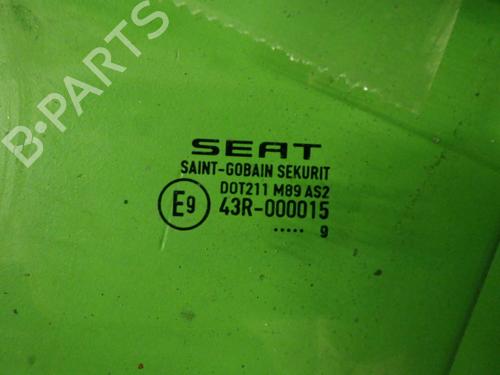 B-PARTS
SEAT
SAINT-GOBAIN SEKURIT
DOT211 M89 AS2
E9 43R-000015
..... 9